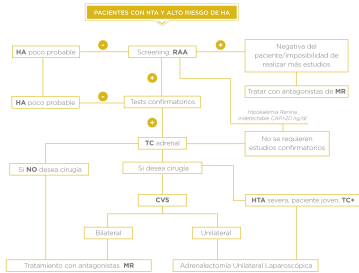 PACIENTES CON HTA Y ALTO RIESGO DE HA
HA poco probable
-
Screening: RAA
+
Negativa del
paciente/imposibilidad de
realizar más estudios
+
Tratar con antagonistas de MR
HA poco probable
-
Tests confirmatorios
Hipokalemia Renina
indetectable CAP>20 ng/dl
+
No se requieren
estudios confirmatorios
TC adrenal
Si NO desea cirugía
Si desea cirugía
CVS
HTA severa, paciente joven, TC+
Bilateral
Unilateral
Tratamiento con antagonistas MR
Adrenalectomía Unilateral Laparoscópica